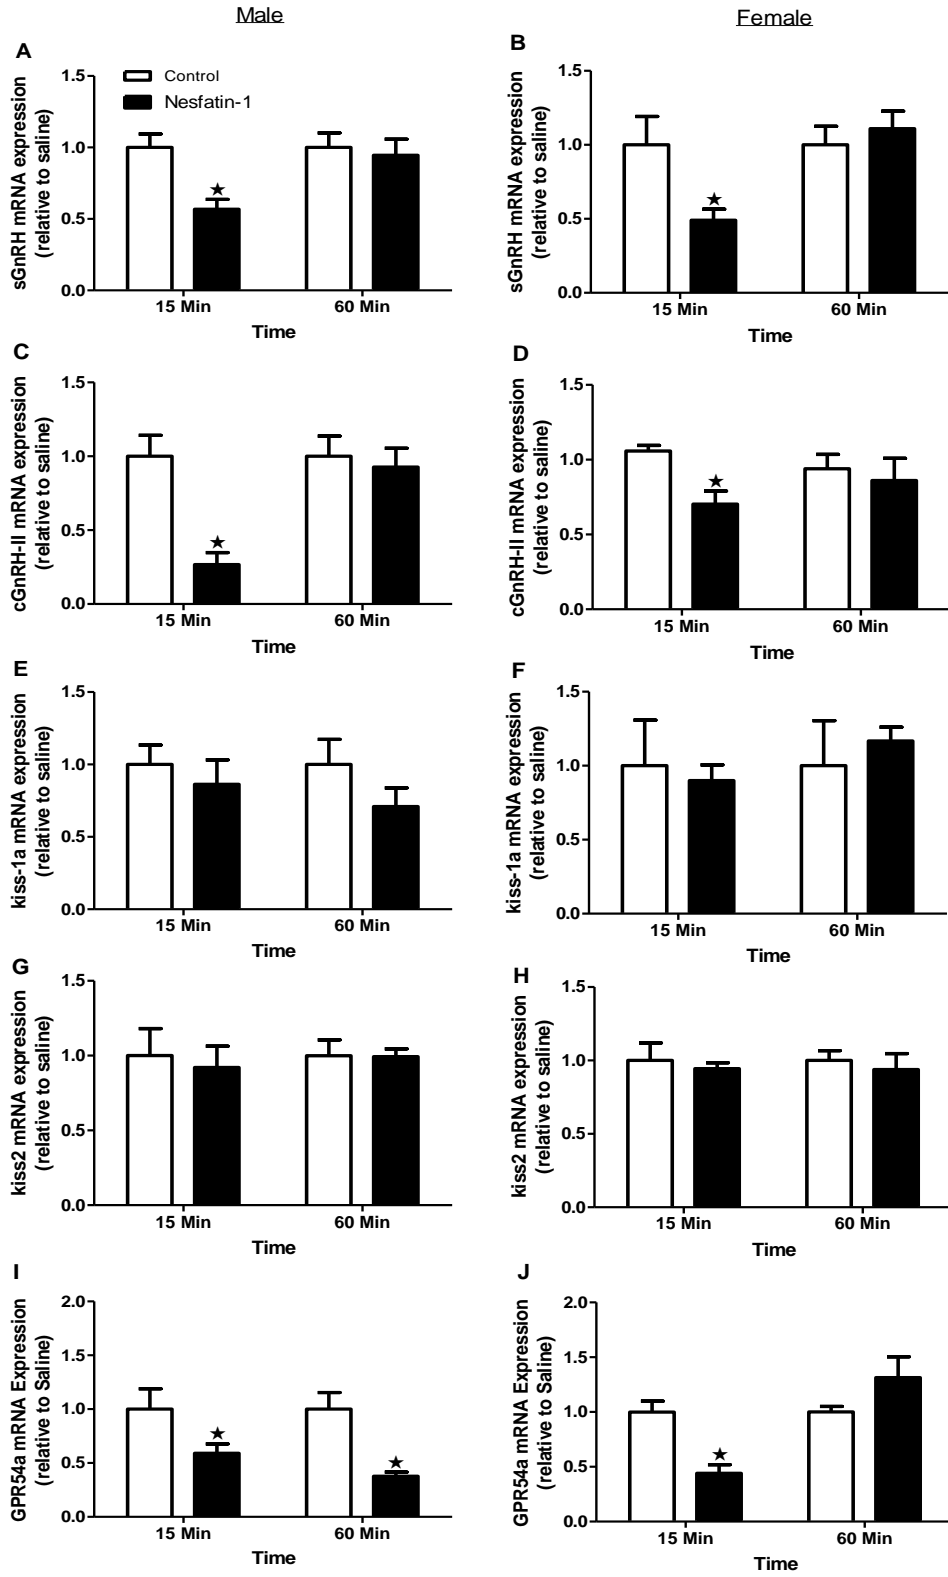 Male
Female
A
sGnRH mRNA expression
(relative to saline)
1.5
1.0
0.5
0.0
Control
Nesfatin-1
★
★
15 Min
60 Min
Time
B
sGnRH mRNA expression
(relative to saline)
1.5
1.0
0.5
0.0
15 Min
60 Min
Time
C
cGnRH-II mRNA expression
(relative to saline)
1.5
1.0
0.5
0.0
★
15 Min
60 Min
Time
D
cGnRH-II mRNA expression
(relative to saline)
1.5
1.0
0.5
0.0
★
15 Min
60 Min
Time
E
kiss-1a mRNA expression
(relative to saline)
1.5
1.0
0.5
0.0
15 Min
60 Min
Time
F
kiss-1a mRNA expression
(relative to saline)
1.5
1.0
0.5
0.0
15 Min
60 Min
Time
G
kiss2 mRNA expression
(relative to saline)
1.5
1.0
0.5
0.0
15 Min
60 Min
Time
H
kiss2 mRNA expression
(relative to saline)
1.5
1.0
0.5
0.0
15 Min
60 Min
Time
I
GPR54a mRNA Expression
(relative to Saline)
2.0
1.5
1.0
0.5
0.0
★
★
15 Min
60 Min
Time
J
GPR54a mRNA Expression
(relative to Saline)
2.0
1.5
1.0
0.5
0.0
★
15 Min
60 Min
Time